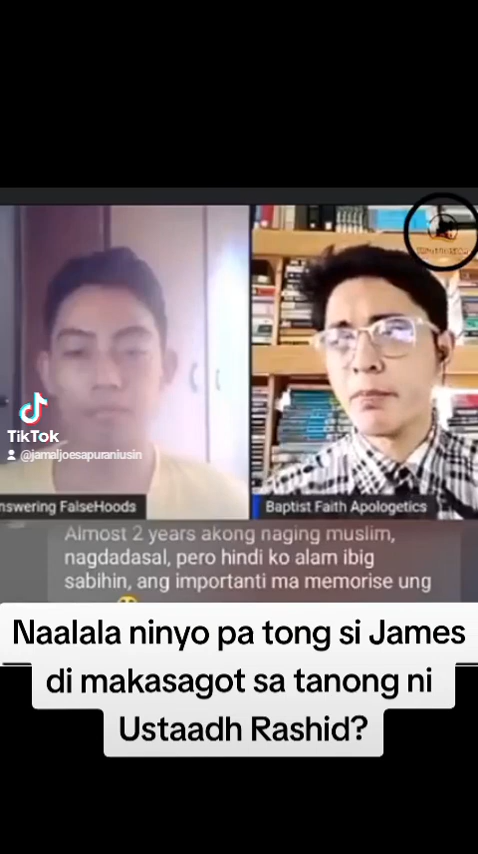 TikTok
@jamaljoesapuraniusin
nswering FalseHoods
Baptist Faith Apologetics
Almost 2 years akong naging muslim,
nagdadasal, pero hindi ko alam ibig
sabihin, ang importanti ma memorise ung
Naalala ninyo pa tong si James
di makasagot sa tanong ni
Ustaadh Rashid?